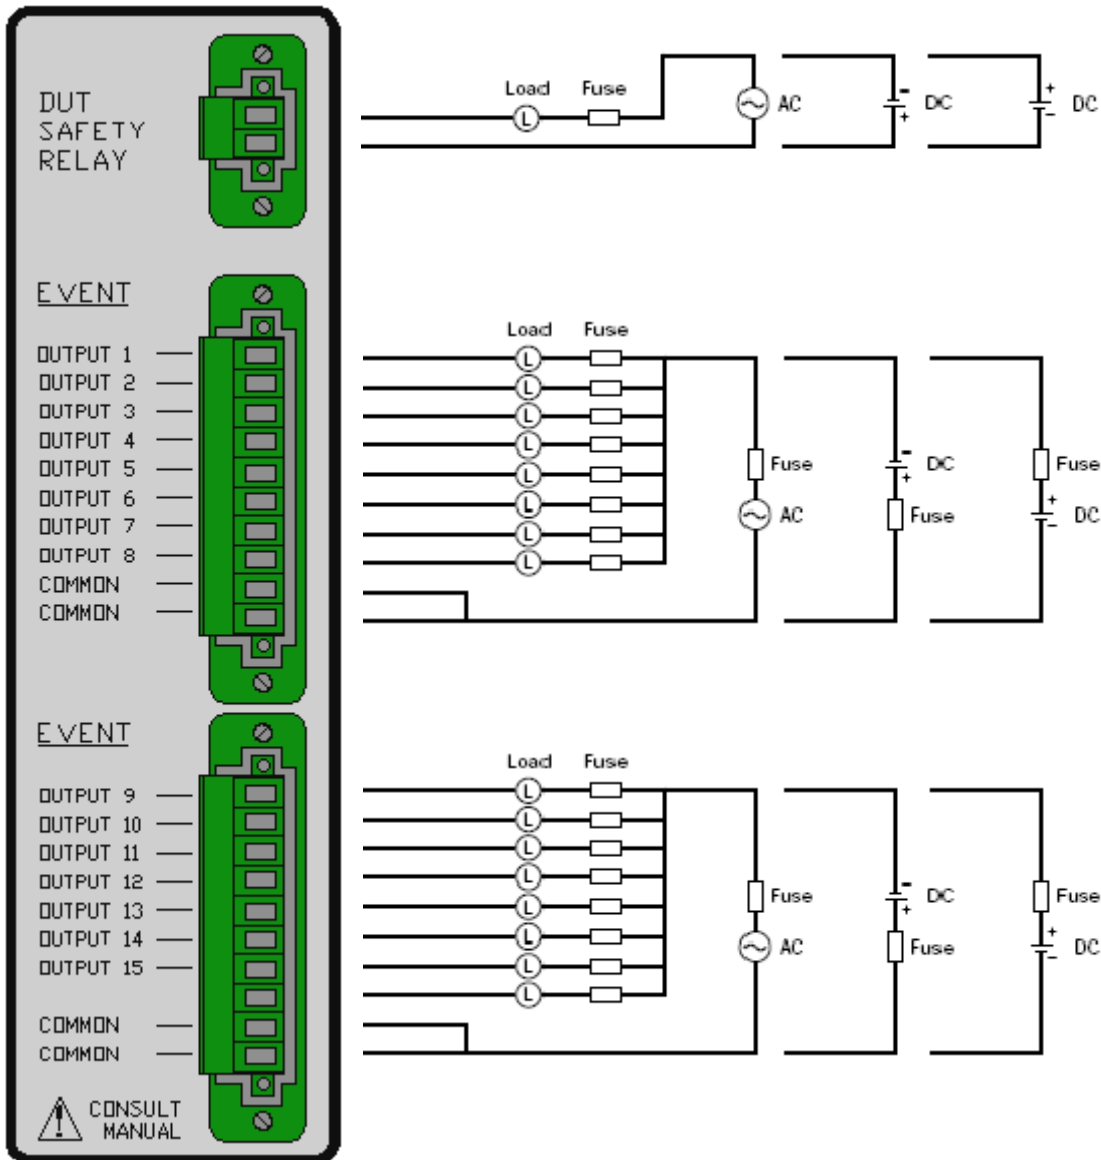 DUT
SAFETY
RELAY
Load Fuse
L
AC
- DC +
+ DC -
EVENT
OUTPUT 1
OUTPUT 2
OUTPUT 3
OUTPUT 4
OUTPUT 5
OUTPUT 6
OUTPUT 7
OUTPUT 8
COMMON
COMMON
Load Fuse
L
L
L
L
L
L
L
L
Fuse
AC
- DC +
Fuse
Fuse
+ DC -
EVENT
OUTPUT 9
OUTPUT 10
OUTPUT 11
OUTPUT 12
OUTPUT 13
OUTPUT 14
OUTPUT 15
COMMON
COMMON
Load Fuse
L
L
L
L
L
L
L
L
Fuse
AC
- DC +
Fuse
Fuse
+ DC -
! CONSULT
MANUAL